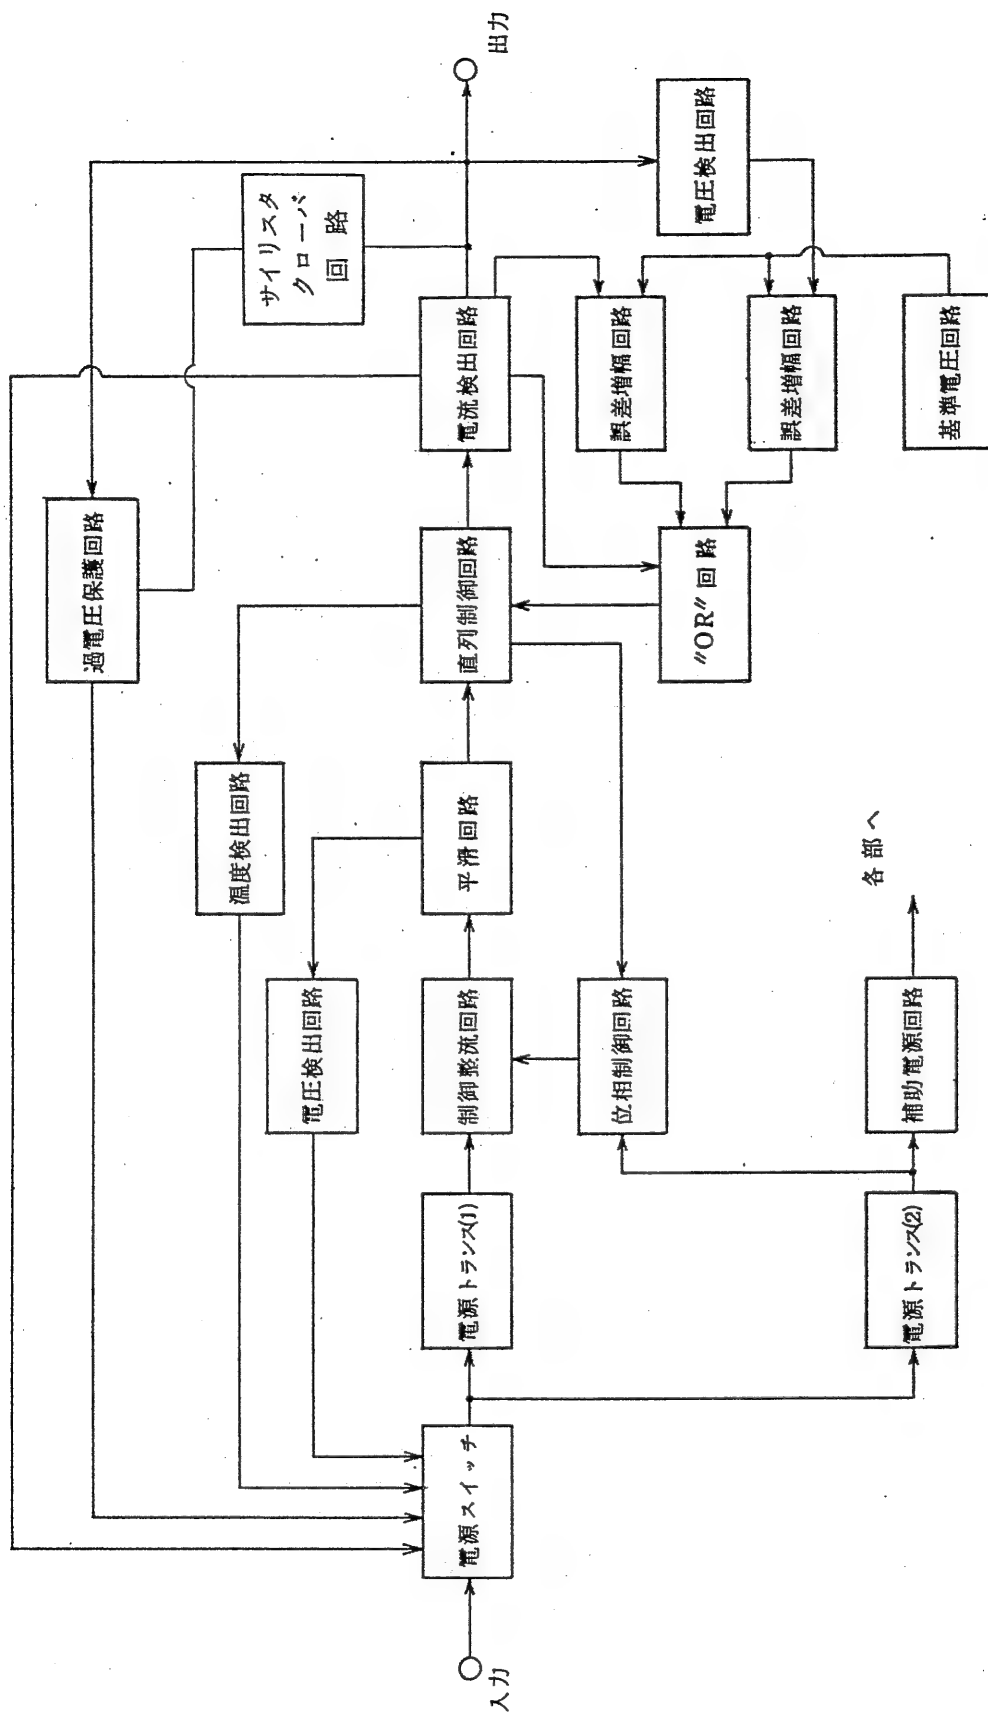 入力
電源スイッチ
電源トランス(1)
制御整流回路
平滑回路
直列制御回路
電流検出回路
出力
過電圧保護回路
サイリスタ
クローバ
回路
温度検出回路
電圧検出回路
位相制御回路
"OR"回路
誤差増幅回路
誤差増幅回路
電圧検出回路
基準電圧回路
電源トランス(2)
補助電源回路
各部へ